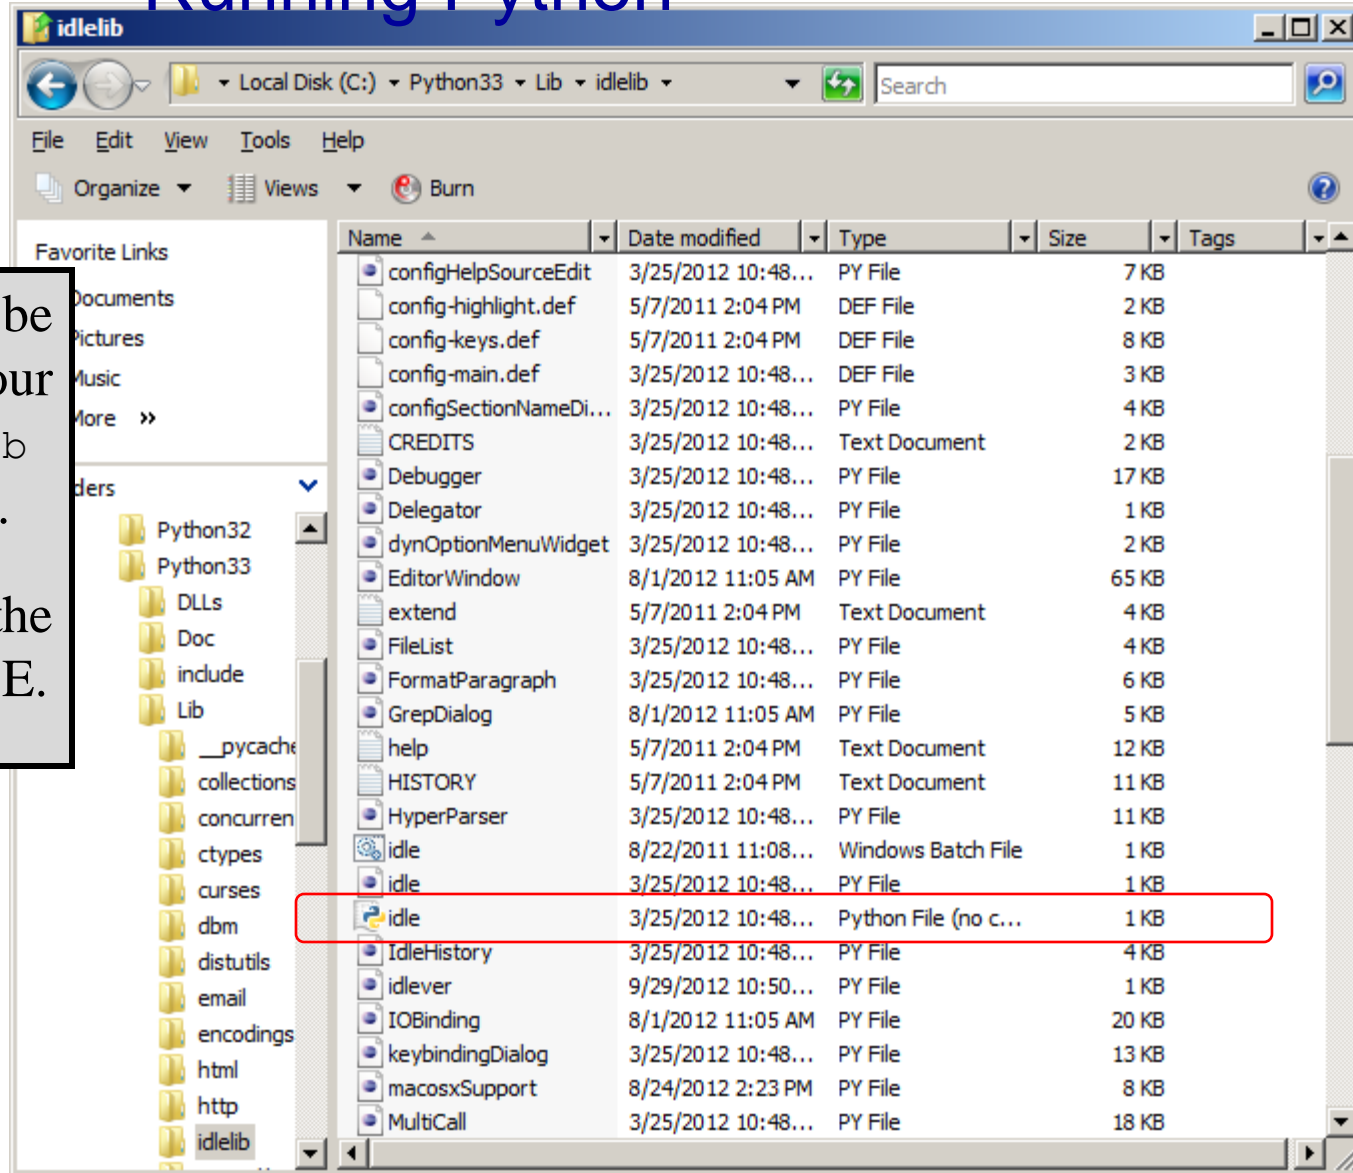 Running Python
idlelib
Local Disk (C:) Python33 Lib idlelib
Search
File Edit View Tools Help
Organize Views Burn
Favorite Links
Documents
Pictures
Music
More »
ders
Python32
Python33
DLLs
Doc
include
Lib
__pycache
collections
concurren
ctypes
curses
dbm
distutils
email
encodings
html
http
idlelib
be
our
b
.
the
E.
Name Date modified Type Size Tags
configHelpSourceEdit 3/25/2012 10:48... PY File 7 KB
config-highlight.def 5/7/2011 2:04 PM DEF File 2 KB
config-keys.def 5/7/2011 2:04 PM DEF File 8 KB
config-main.def 3/25/2012 10:48... DEF File 3 KB
configSectionNameDi... 3/25/2012 10:48... PY File 4 KB
CREDITS 3/25/2012 10:48... Text Document 2 KB
Debugger 3/25/2012 10:48... PY File 17 KB
Delegator 3/25/2012 10:48... PY File 1 KB
dynOptionMenuWidget 3/25/2012 10:48... PY File 2 KB
EditorWindow 8/1/2012 11:05 AM PY File 65 KB
extend 5/7/2011 2:04 PM Text Document 4 KB
FileList 3/25/2012 10:48... PY File 4 KB
FormatParagraph 3/25/2012 10:48... PY File 6 KB
GrepDialog 8/1/2012 11:05 AM PY File 5 KB
help 5/7/2011 2:04 PM Text Document 12 KB
HISTORY 5/7/2011 2:04 PM Text Document 11 KB
HyperParser 3/25/2012 10:48... PY File 11 KB
idle 8/22/2011 11:08... Windows Batch File 1 KB
idle 3/25/2012 10:48... PY File 1 KB
idle 3/25/2012 10:48... Python File (no c... 1 KB
IdleHistory 3/25/2012 10:48... PY File 4 KB
idlever 9/29/2012 10:50... PY File 1 KB
IOBinding 8/1/2012 11:05 AM PY File 20 KB
keybindingDialog 3/25/2012 10:48... PY File 13 KB
macosxSupport 8/24/2012 2:23 PM PY File 8 KB
MultiCall 3/25/2012 10:48... PY File 18 KB